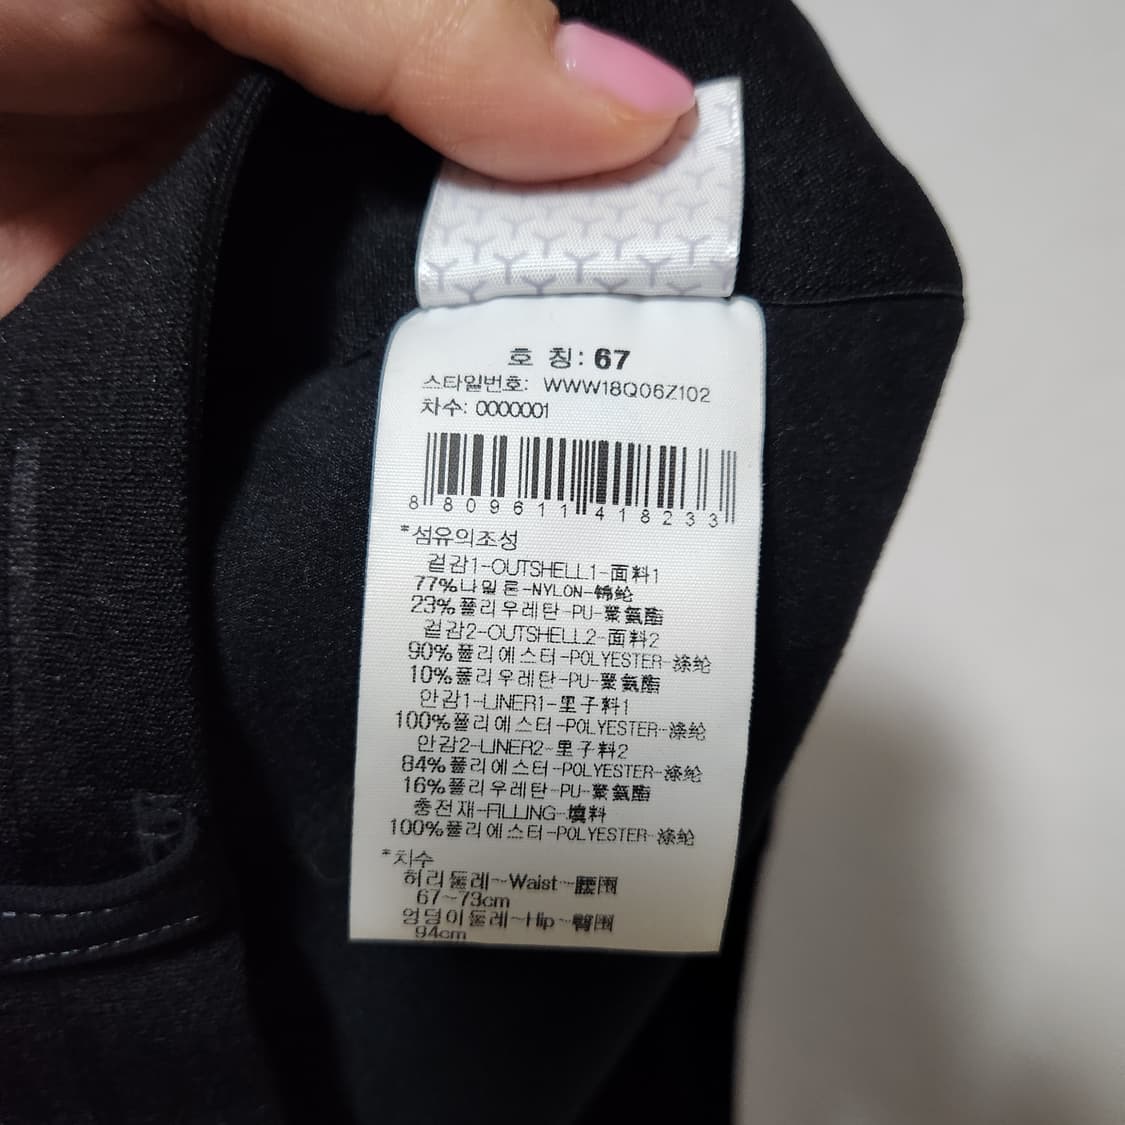 호 칭: 67
스타일번호: WWW18Q06Z102
차수: 0000001
8 809611 418233
*섬유의조성
겉감1-OUTSHELL1-面料1
77%나일론-NYLON-锦纶
23%폴리우레탄-PU-聚氨酯
겉감2-OUTSHELL2-面料2
90%폴리에스터-POLYESTER-涤纶
10%폴리우레탄-PU-聚氨酯
안감1-LINER1-里子料1
100%폴리에스터-POLYESTER-涤纶
안감2-LINER2-里子料2
84%폴리에스터-POLYESTER-涤纶
16%폴리우레탄-PU-聚氨酯
충전재-FILLING-填料
100%폴리에스터-POLYESTER-涤纶
*치수
허리둘레~Waist~腰围
67~73cm
엉덩이둘레~Hip~臀围
94cm